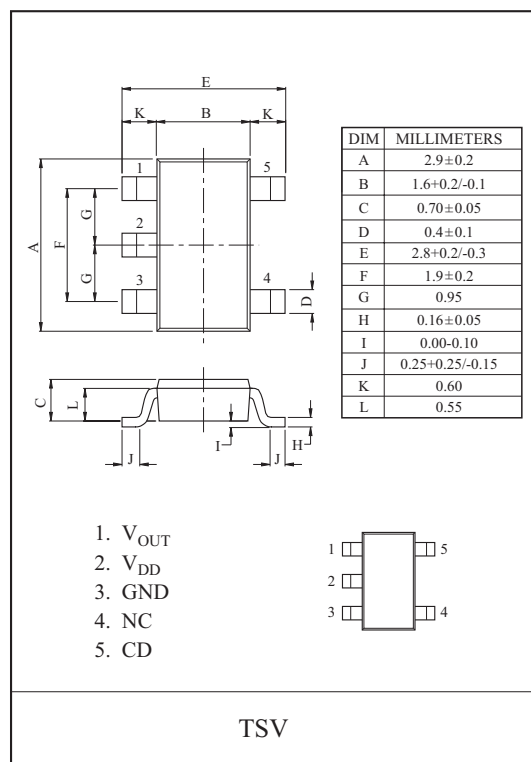 E
K B K
1 5
G
2
A F
G
3 4 D
DIM MILLIMETERS
A 2.9±0.2
B 1.6+0.2/-0.1
C 0.70±0.05
D 0.4±0.1
E 2.8+0.2/-0.3
F 1.9±0.2
G 0.95
H 0.16±0.05
I 0.00-0.10
J 0.25+0.25/-0.15
K 0.60
L 0.55
C L
I H
J J
1. VOUT
2. VDD
3. GND
4. NC
5. CD
1 5
2
3 4
TSV